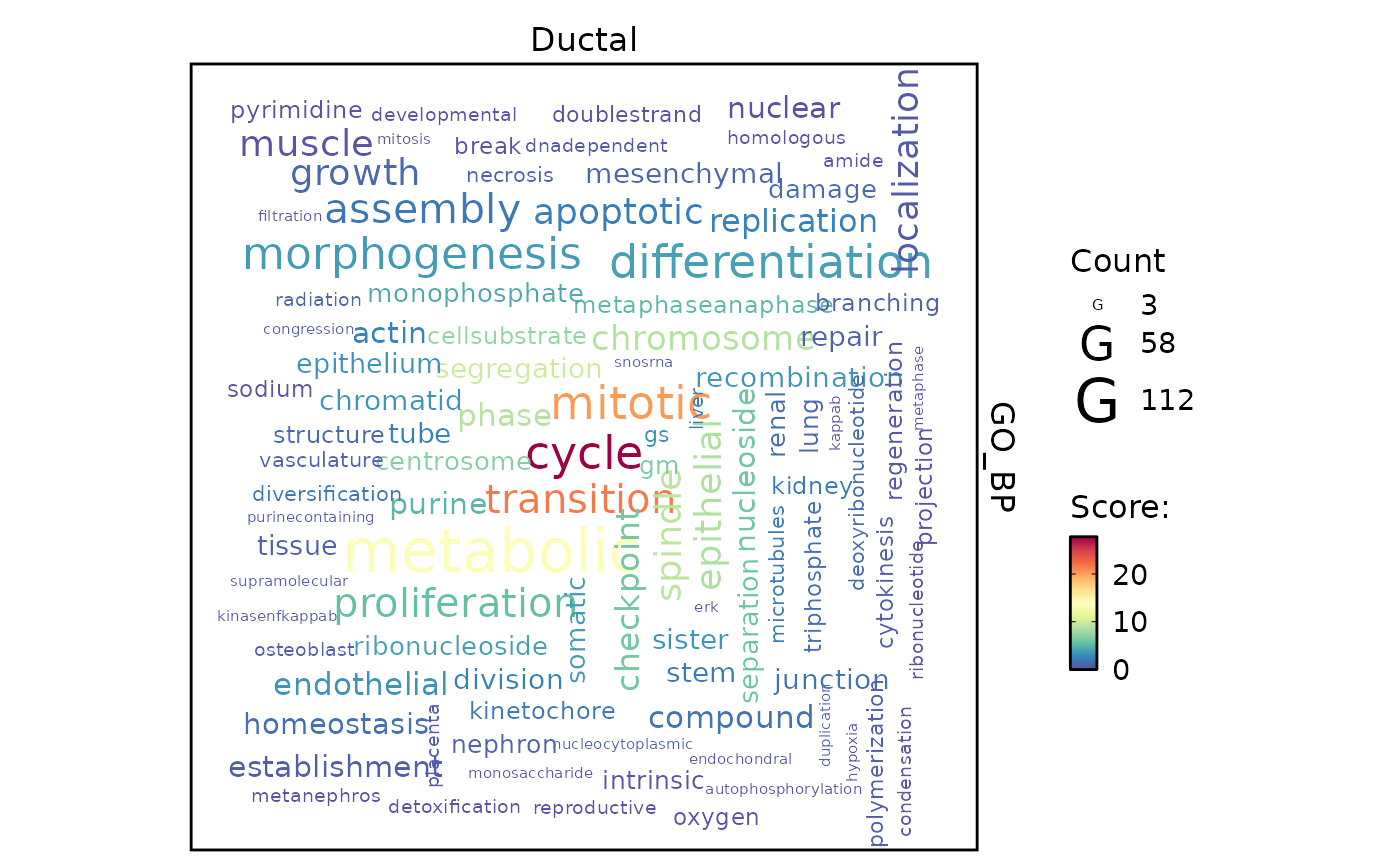 Ductal
pyrimidine
developmental
doublestrand
nuclear
localization
muscle
mitosis
break
dnadependent
homologous
amide
growth
necrosis
mesenchymal
damage
filtration
assembly
apoptotic
replication
morphogenesis
differentiation
radiation
monophosphate
metaphaseanaphase
branching
congression
actin
cellsubstrate
chromosome
repair
epithelium
segregation
snosrna
recombination
regeneration
metaphase
sodium
chromatid
phase
mitotic
liver
nucleoside
renal
lung
kappab
deoxyribonucleotide
structure
tube
gs
epithelial
projection
vasculature
centrosome
cycle
gm
spindle
kidney
diversification
purine
transition
microtubules
triphosphate
cytokinesis
purinecontaining
checkpoint
tissue
metabolic
separation
ribonucleotide
supramolecular
somatic
kinasenfkappab
proliferation
erk
osteoblast
ribonucleoside
sister
endothelial
division
stem
junction
homeostasis
placenta
kinetochore
compound
duplication
polymerization
nephron
nucleocytoplasmic
hypoxia
condensation
establishment
monosaccharide
intrinsic
endochondral
metanephros
detoxification
reproductive
autophosphorylation
oxygen
GO_BP
Count
G 3
G 58
G 112
Score:
20
10
0